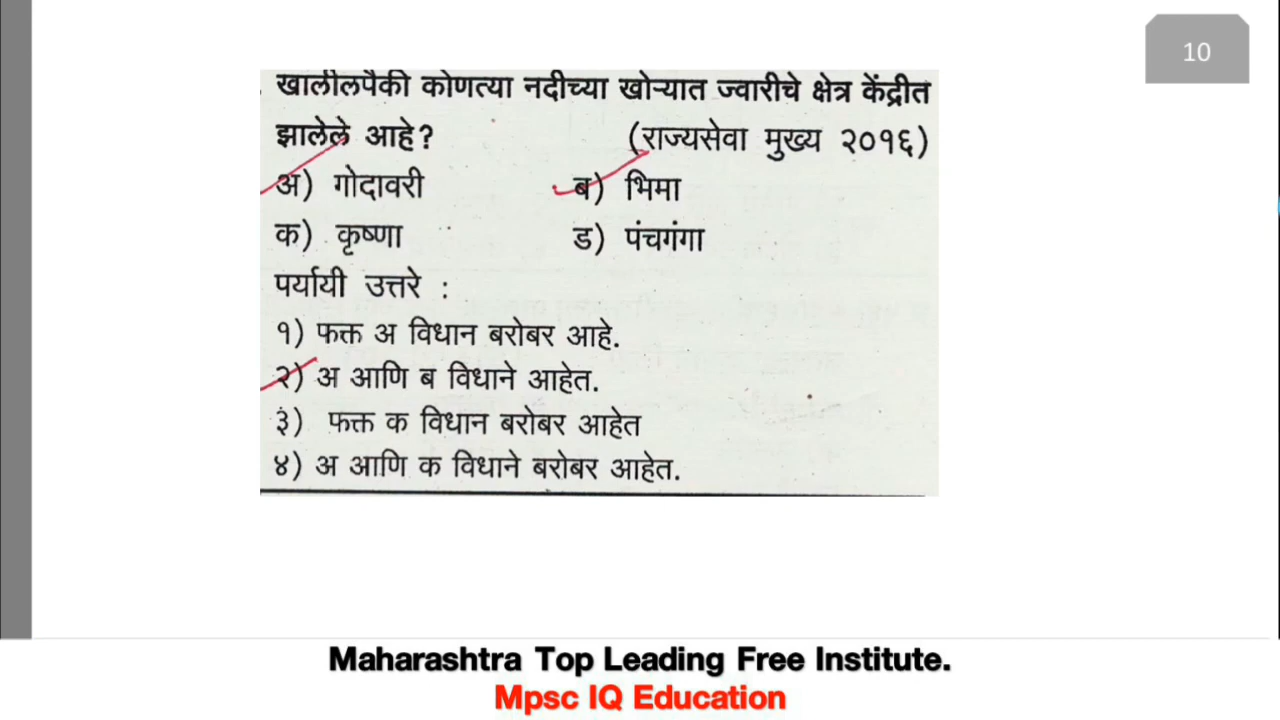 10
खालीलपैकी कोणत्या नदीच्या खोऱ्यात ज्वारीचे क्षेत्र केंद्रीत
झालेले आहे? (राज्यसेवा मुख्य २०१६)
अ) गोदावरी ब) भिमा
क) कृष्णा ड) पंचगंगा
पर्यायी उत्तरे :
१) फक्त अ विधान बरोबर आहे.
२) अ आणि ब विधाने आहेत.
३) फक्त क विधान बरोबर आहेत
४) अ आणि क विधाने बरोबर आहेत.
Maharashtra Top Leading Free Institute.
Mpsc IQ Education